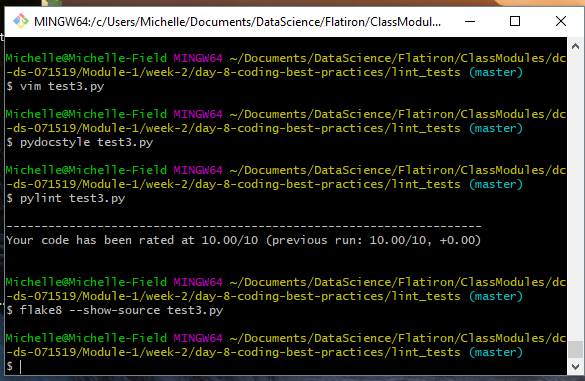 MINGW64:/c/Users/Michelle/Documents/DataScience/Flatiron/ClassModul...
Michelle@Michelle-Field MINGW64 ~/Documents/DataScience/Flatiron/ClassModules/dc
-ds-071519/Module-1/week-2/day-8-coding-best-practices/lint_tests (master)
$ vim test3.py
Michelle@Michelle-Field MINGW64 ~/Documents/DataScience/Flatiron/ClassModules/dc
-ds-071519/Module-1/week-2/day-8-coding-best-practices/lint_tests (master)
$ pydocstyle test3.py
Michelle@Michelle-Field MINGW64 ~/Documents/DataScience/Flatiron/ClassModules/dc
-ds-071519/Module-1/week-2/day-8-coding-best-practices/lint_tests (master)
$ pylint test3.py
--------------------------------------------------------------------
Your code has been rated at 10.00/10 (previous run: 10.00/10, +0.00)
Michelle@Michelle-Field MINGW64 ~/Documents/DataScience/Flatiron/ClassModules/dc
-ds-071519/Module-1/week-2/day-8-coding-best-practices/lint_tests (master)
$ flake8 --show-source test3.py
Michelle@Michelle-Field MINGW64 ~/Documents/DataScience/Flatiron/ClassModules/dc
-ds-071519/Module-1/week-2/day-8-coding-best-practices/lint_tests (master)
$